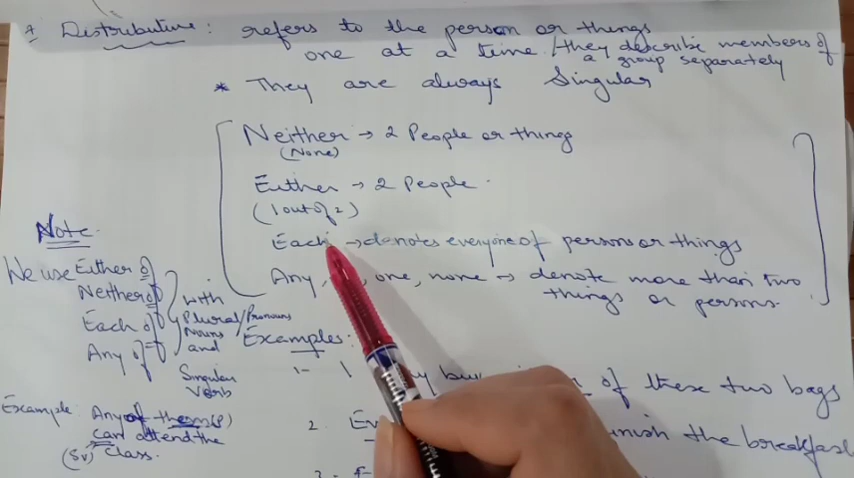 * Distributive : refers to the person or things
one at a time / they describe members of
a group separately
* They are always Singular
Neither → 2 People or things
(None)
Either → 2 People.
(1 out of 2)
Each → denotes everyone of persons or things
Any, one, none → denote more than two
things or persons.
Note
We use Either of
Neither of
Each of
Any of
with
Plural / Pronouns
Nouns
and
Singular
Verb
Example: Any of them (P)
can attend the
(SV) Class.
Examples:
1-
of these two bags
2.
the breakfast
3.